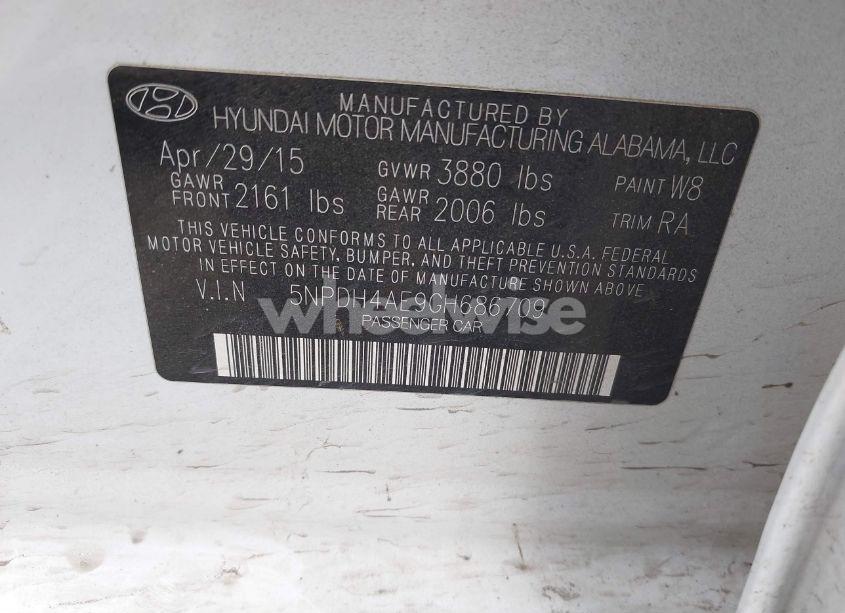 MANUFACTURED BY
HYUNDAI MOTOR MANUFACTURING ALABAMA, LLC
Apr/29/15 GVWR 3880 lbs PAINT W8
GAWR FRONT 2161 lbs GAWR REAR 2006 lbs TRIM RA
THIS VEHICLE CONFORMS TO ALL APPLICABLE U.S.A. FEDERAL
MOTOR VEHICLE SAFETY, BUMPER, AND THEFT PREVENTION STANDARDS
IN EFFECT ON THE DATE OF MANUFACTURE SHOWN ABOVE
V.I.N 5NPDH4AE9GH686709
wheelwise
PASSENGER CAR